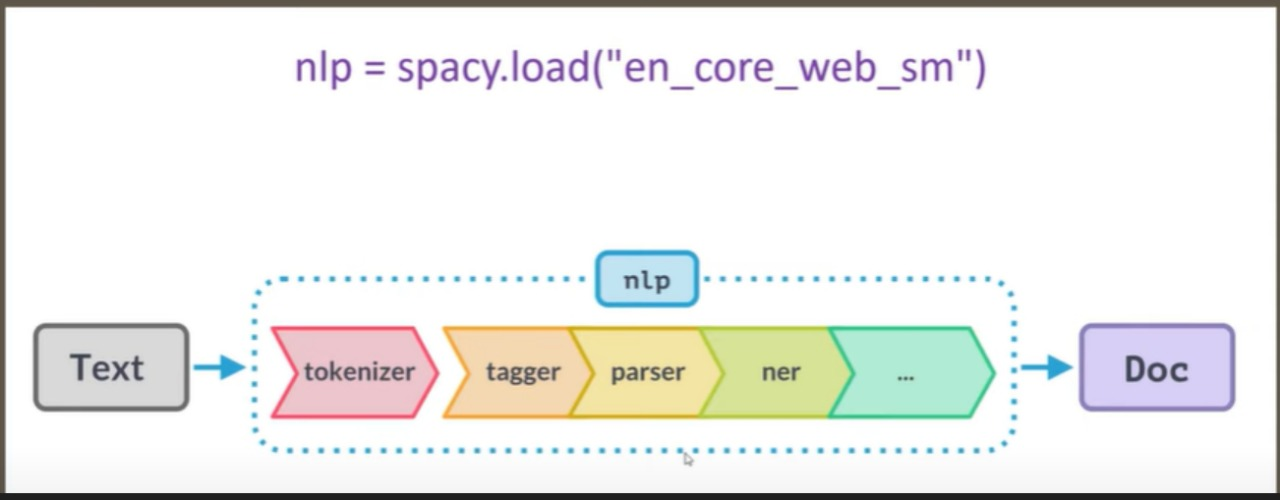 nlp = spacy.load("en_core_web_sm")
nlp
Text
tokenizer
tagger
parser
ner
...
Doc